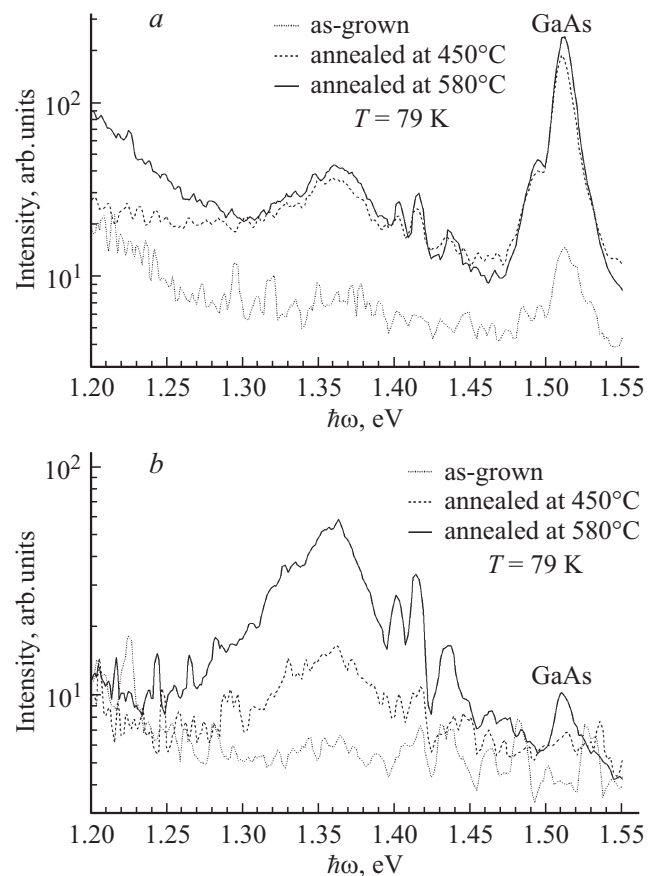 a
as-grown
annealed at 450°C
annealed at 580°C
T = 79 K
GaAs
10²
10¹
Intensity, arb. units
1.20 1.25 1.30 1.35 1.40 1.45 1.50 1.55
ħω, eV
b
as-grown
annealed at 450°C
annealed at 580°C
T = 79 K
GaAs
10²
10¹
Intensity, arb. units
1.20 1.25 1.30 1.35 1.40 1.45 1.50 1.55
ħω, eV